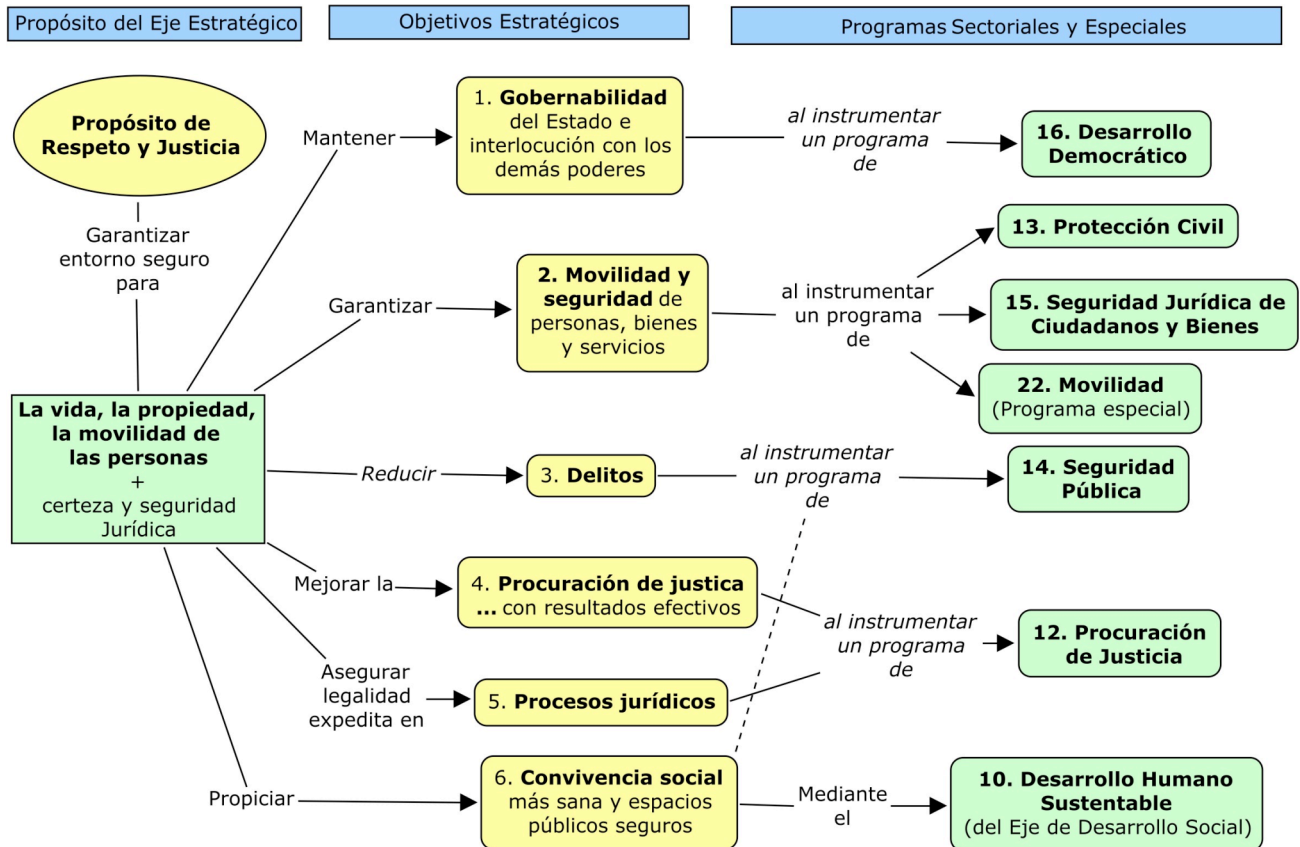 Propósito del Eje Estratégico
Objetivos Estratégicos
Programas Sectoriales y Especiales
Propósito de
Respeto y Justicia
Garantizar
entorno seguro
para
La vida, la propiedad,
la movilidad de
las personas
+
certeza y seguridad
Jurídica
Mantener
1. Gobernabilidad
del Estado e
interlocución con los
demás poderes
al instrumentar
un programa
de
16. Desarrollo
Democrático
Garantizar
2. Movilidad y
seguridad de
personas, bienes
y servicios
al instrumentar
un programa
de
13. Protección Civil
15. Seguridad Jurídica de
Ciudadanos y Bienes
22. Movilidad
(Programa especial)
Reducir
3. Delitos
al instrumentar
un programa
de
14. Seguridad
Pública
Mejorar la
4. Procuración de justica
... con resultados efectivos
Asegurar
legalidad
expedita en
5. Procesos jurídicos
al instrumentar
un programa
de
12. Procuración
de Justicia
Propiciar
6. Convivencia social
más sana y espacios
públicos seguros
Mediante
el
10. Desarrollo Humano
Sustentable
(del Eje de Desarrollo Social)